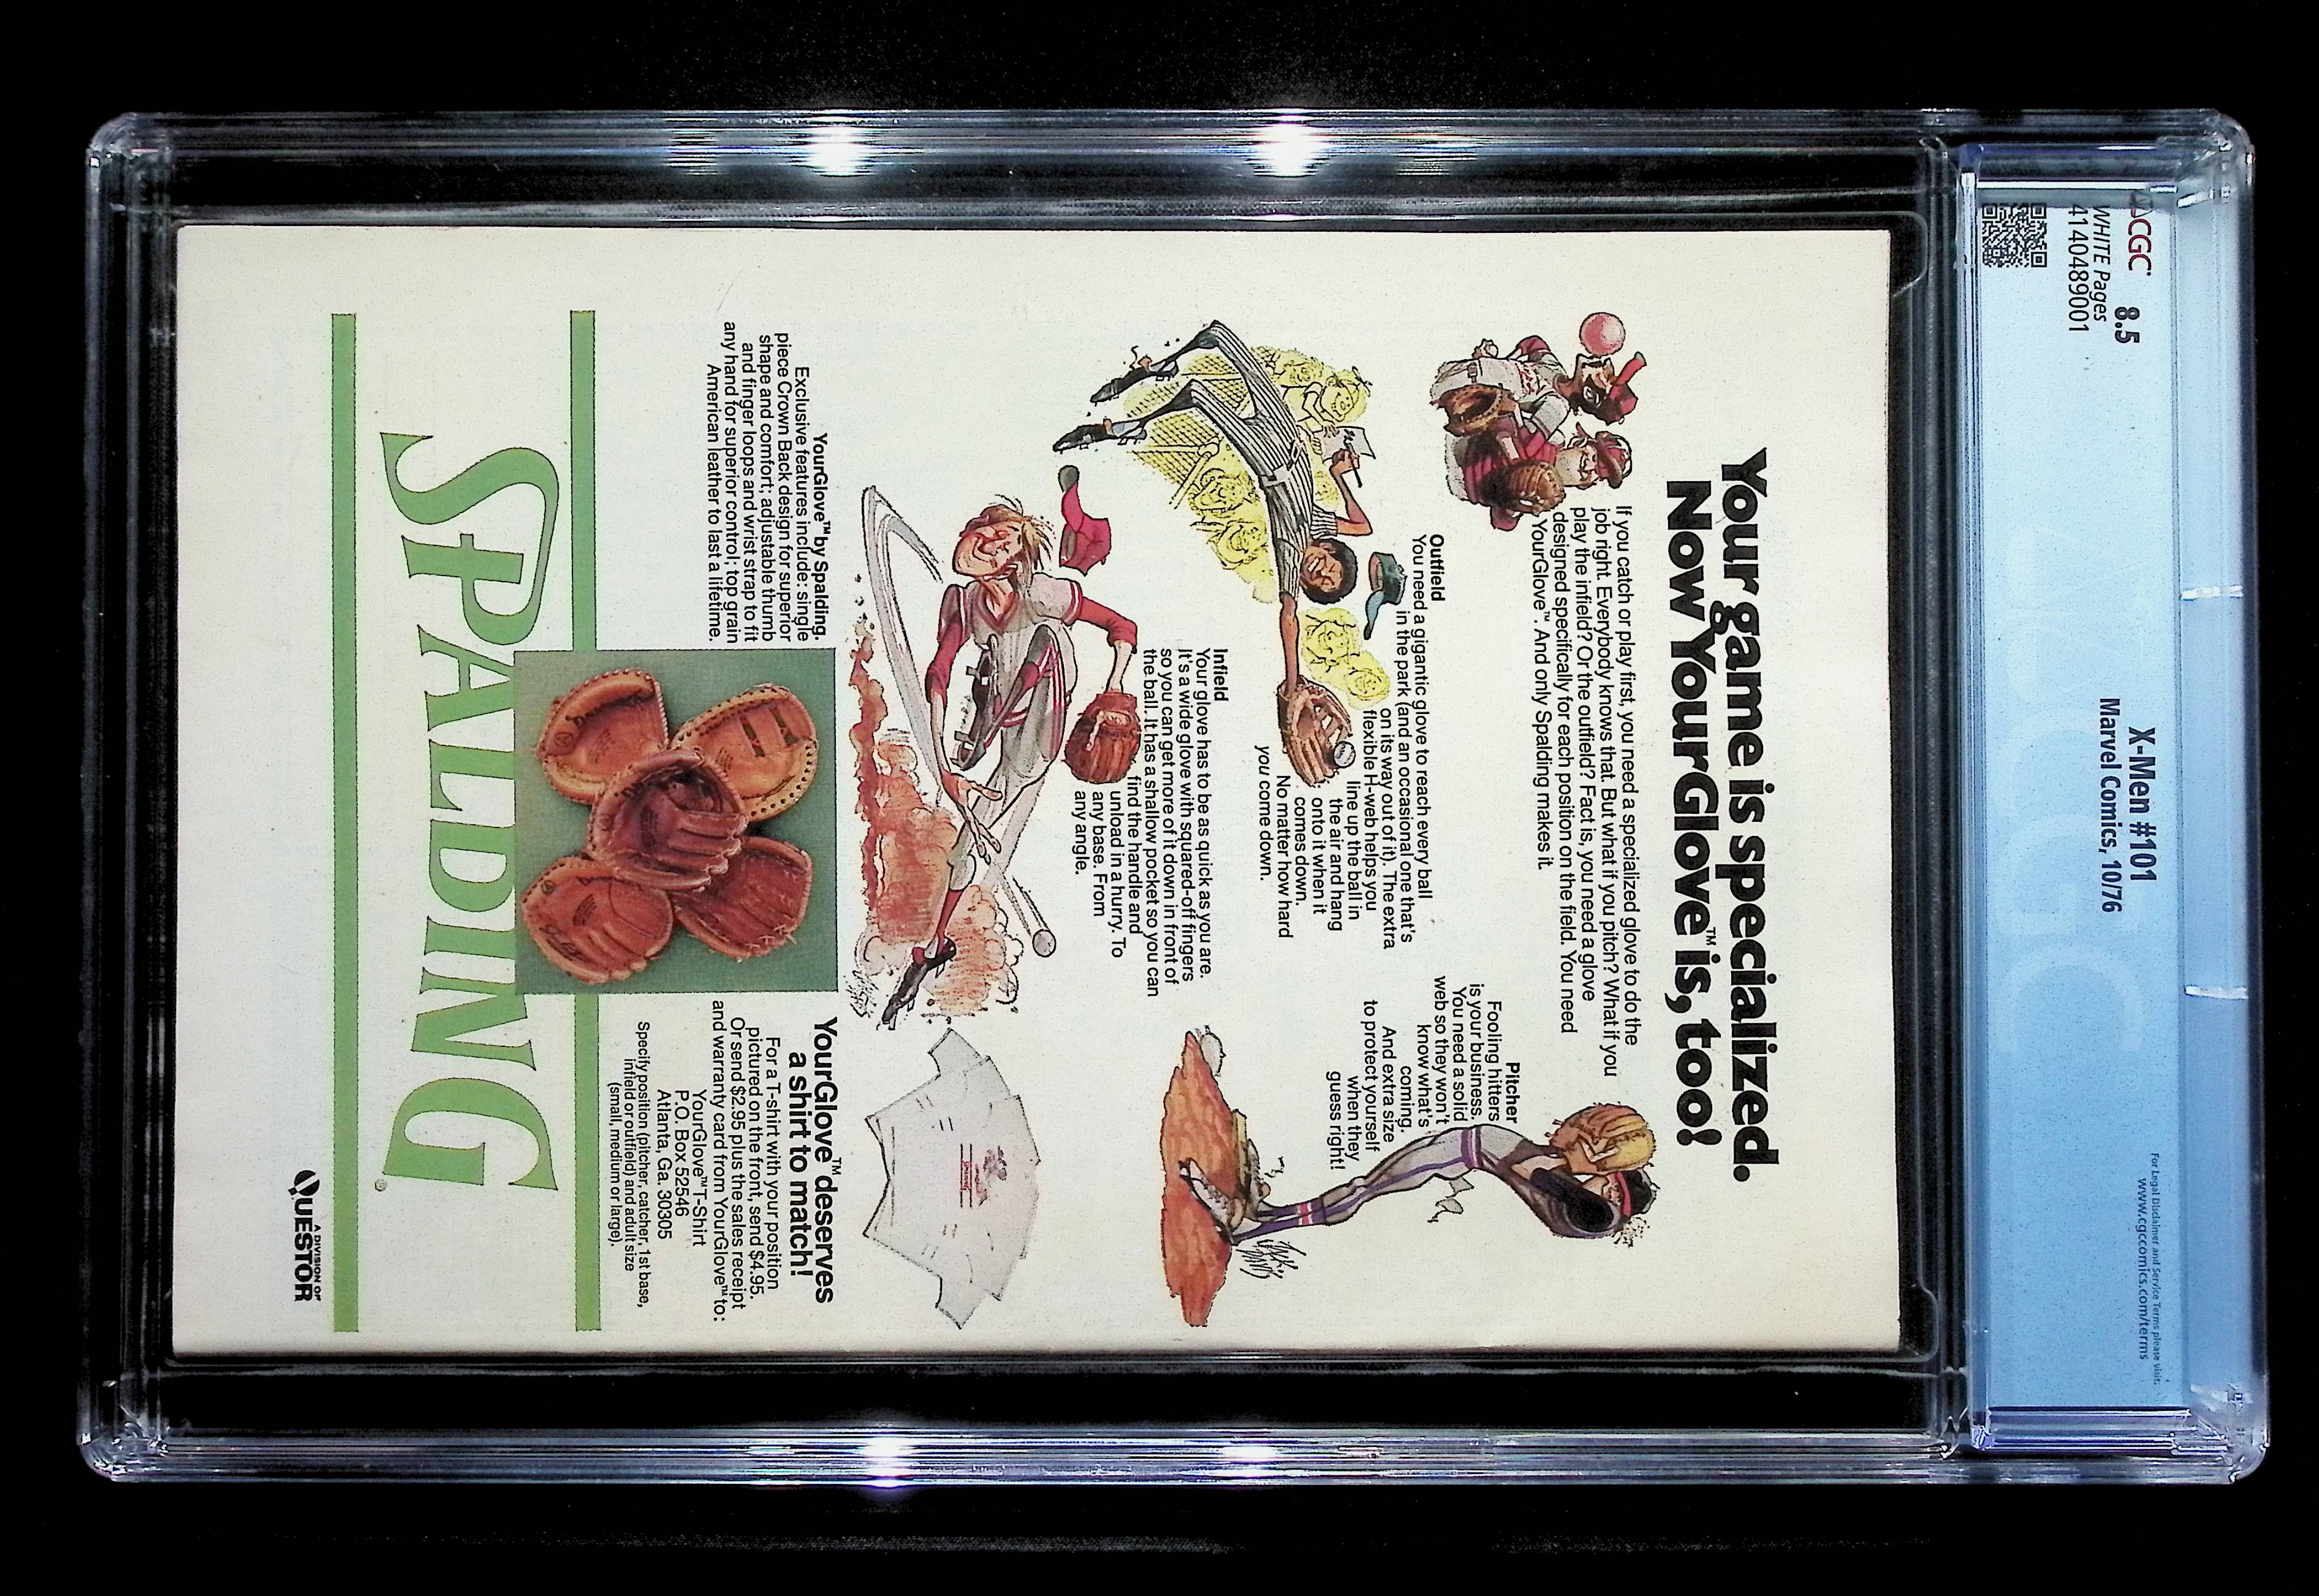 CGC
8.5
WHITE Pages
4140489001
X-Men #101
Marvel Comics, 10/76
For Legal Disclaimer and Service Terms please visit:
www.cgccomics.com/terms
Your game is specialized.
Now YourGlove™ is, too!
If you catch or play first, you need a specialized glove to do the
job right. Everybody knows that. But what if you pitch? What if you
play the infield? Or the outfield? Fact is, you need a glove
designed specifically for each position on the field. You need
YourGlove™. And only Spalding makes it.
Outfield
You need a gigantic glove to reach every ball
in the park (and an occasional one that's
on its way out of it). The extra
flexible H-web helps you
line up the ball in
the air and hang
onto it when it
comes down.
No matter how hard
you come down.
Pitcher
Fooling hitters
is your business.
You need a solid
web so they won't
know what's
coming.
And extra size
to protect yourself
when they
guess right!
Infield
Your glove has to be as quick as you are.
It's a wide glove with squared-off fingers
so you can get more of it down in front of
the ball. It has a shallow pocket so you can
find the handle and
unload in a hurry. To
any base. From
any angle.
YourGlove™ by Spalding.
Exclusive features include: single
piece Crown Back design for superior
shape and comfort; adjustable thumb
and finger loops and wrist strap to fit
any hand for superior control; top grain
American leather to last a lifetime.
YourGlove™ deserves
a shirt to match!
For a T-shirt with your position
pictured on the front, send $4.95.
Or send $2.95 plus the sales receipt
and warranty card from YourGlove™ to:
YourGlove™ T-Shirt
P.O. Box 52546
Atlanta, Ga. 30305
Specify position (pitcher, catcher, 1st base,
infield or outfield) and adult size
(small, medium or large).
SPALDING®
A DIVISION OF
QUESTOR